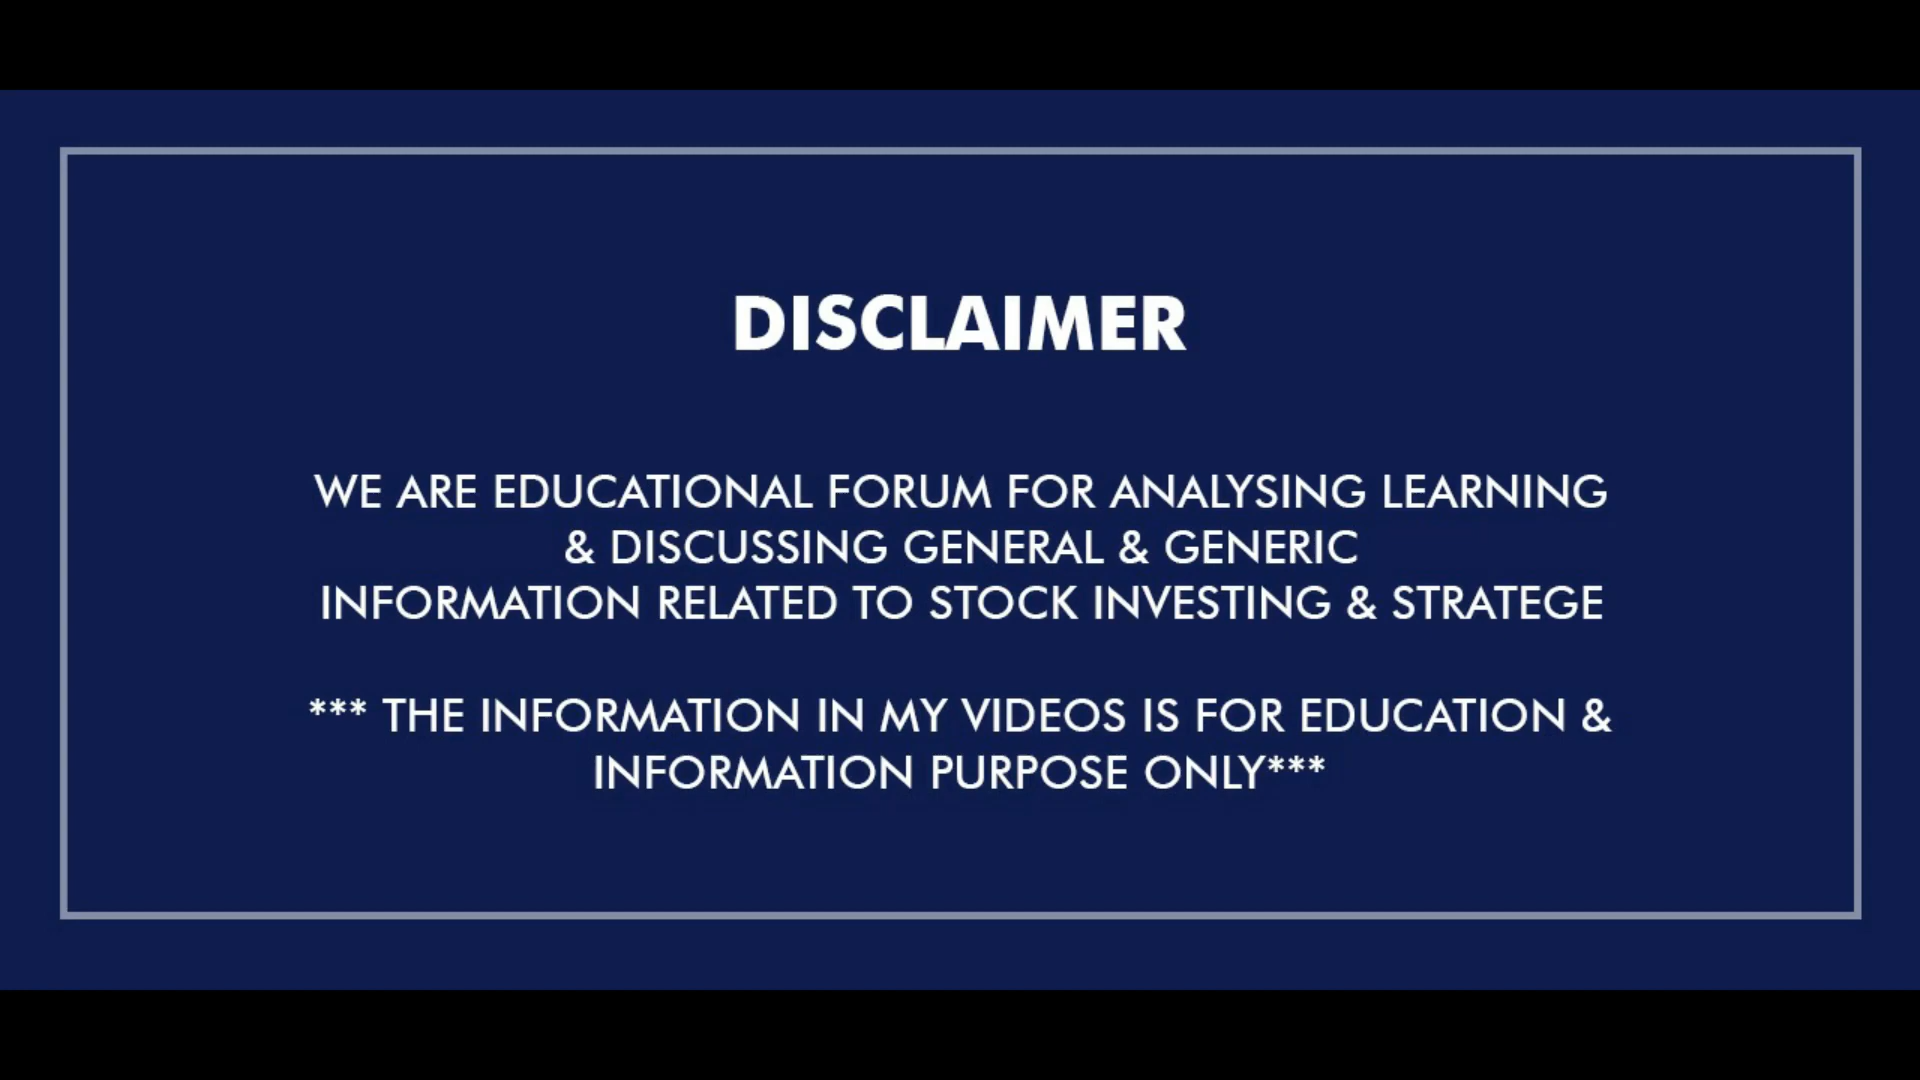 DISCLAIMER
WE ARE EDUCATIONAL FORUM FOR ANALYSING LEARNING
& DISCUSSING GENERAL & GENERIC
INFORMATION RELATED TO STOCK INVESTING & STRATEGE
*** THE INFORMATION IN MY VIDEOS IS FOR EDUCATION &
INFORMATION PURPOSE ONLY***